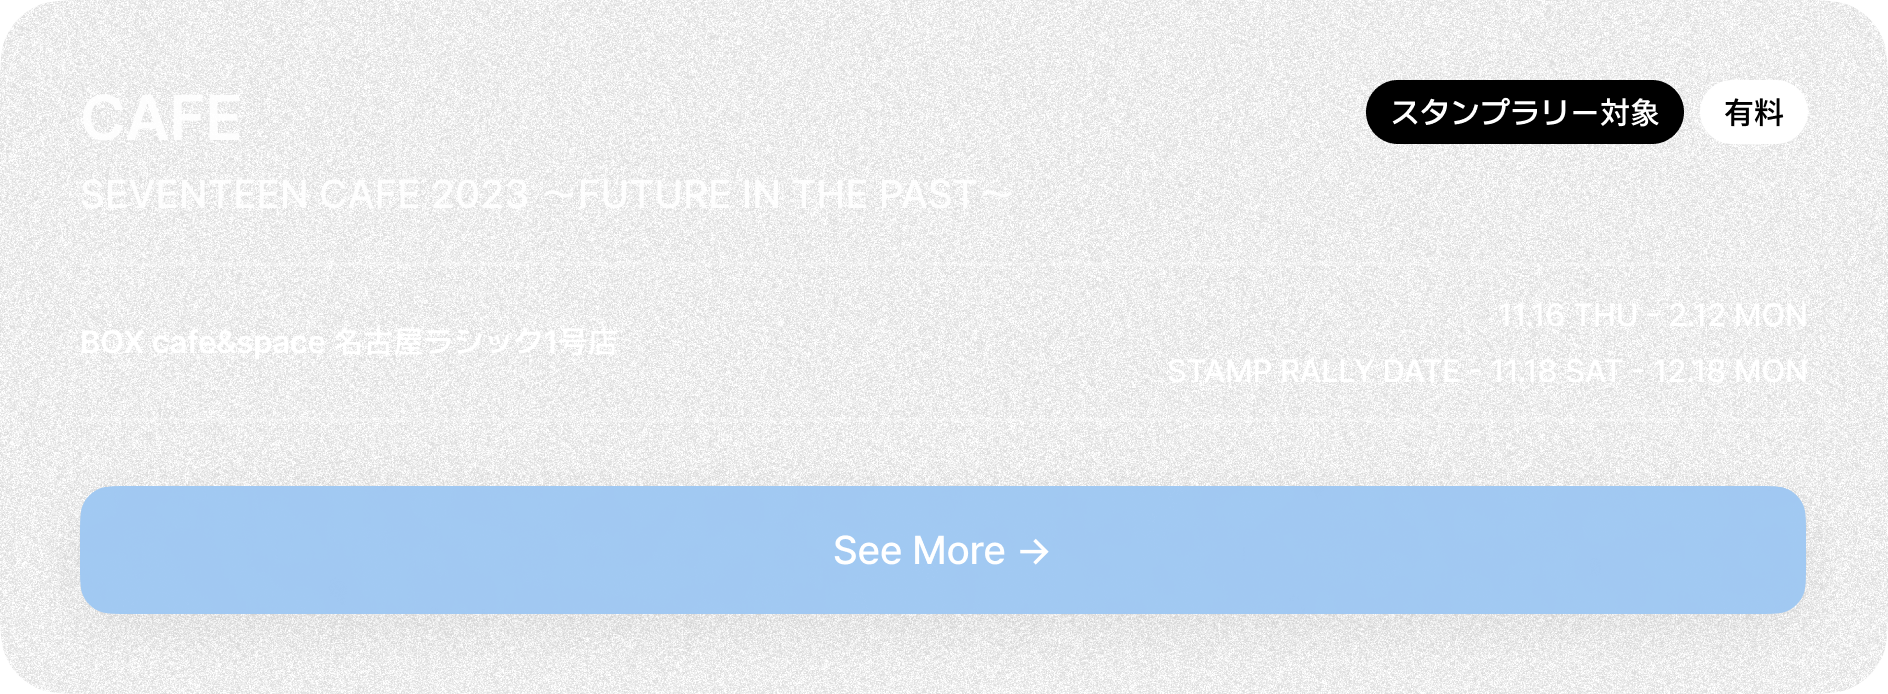 CAFE
スタンプラリー対象
有料
SEVENTEEN CAFE 2023 〜FUTURE IN THE PAST〜
BOX cafe&space 名古屋ラシック1号店
11.16 THU - 2.12 MON
STAMP RALLY DATE - 11.18 SAT - 12.18 MON
See More →